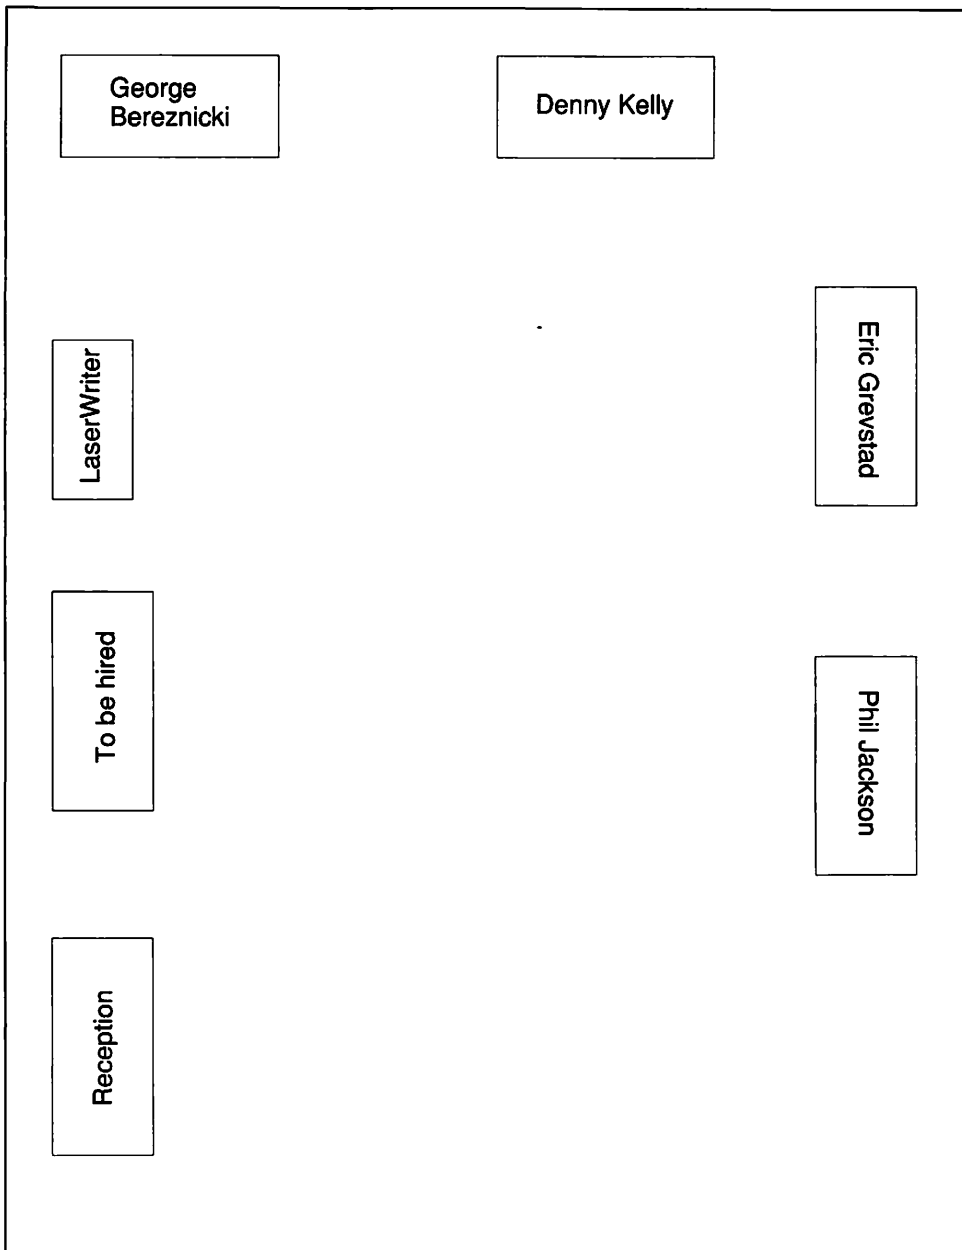 George
Bereznicki
Denny Kelly
Eric Grevstad
LaserWriter
To be hired
Phil Jackson
Reception